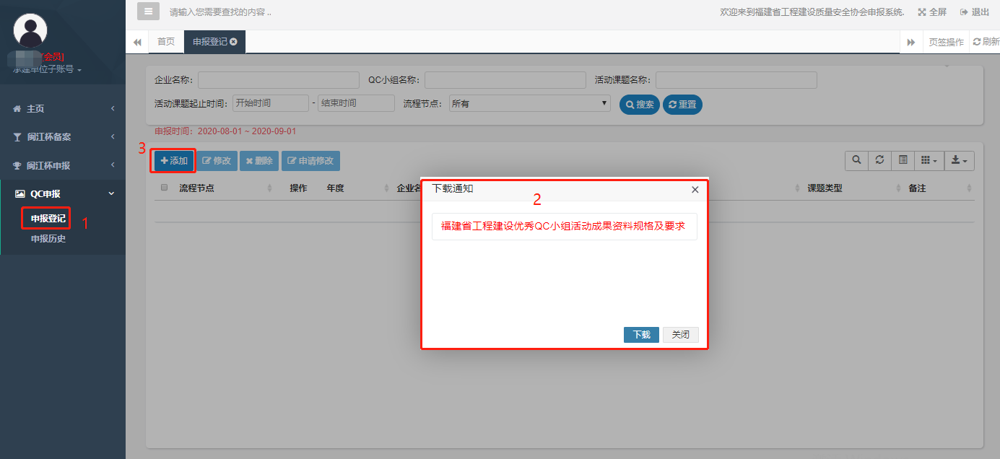 请输入您需要查找的内容 ..
欢迎来到福建省工程建设质量安全协会申报系统.
全屏
退出
[会员]
承建单位子账号
首页
申报登记
页签操作
刷新
主页
闽江杯备案
闽江杯申报
QC申报
申报登记
1
申报历史
企业名称:
QC小组名称:
活动课题名称:
活动课题起止时间:
开始时间
-
结束时间
流程节点:
所有
搜索
重置
申报时间: 2020-08-01 ~ 2020-09-01
3
添加
修改
删除
申请修改
流程节点
操作
年度
企业名
课题类型
备注
下载通知
2
福建省工程建设优秀QC小组活动成果资料规格及要求
下载
关闭